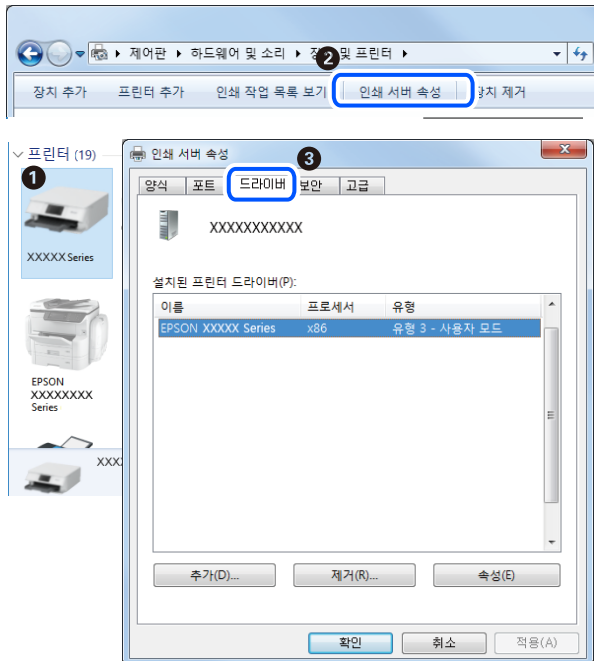 제어판 ▶ 하드웨어 및 소리 ▶ 및 프린터 ▶
2
장치 추가 프린터 추가 인쇄 작업 목록 보기 인쇄 서버 속성 장치 제거
프린터 (19)
1
XXXXX Series
EPSON
XXXXXXXX
Series
XXX
인쇄 서버 속성
3
양식 포트 드라이버 보안 고급
XXXXXXXXXXX
설치된 프린터 드라이버(P):
이름 프로세서 유형
EPSON XXXXX Series x86 유형 3 - 사용자 모드
추가(D)... 제거(R)... 속성(E)
확인 취소 적용(A)